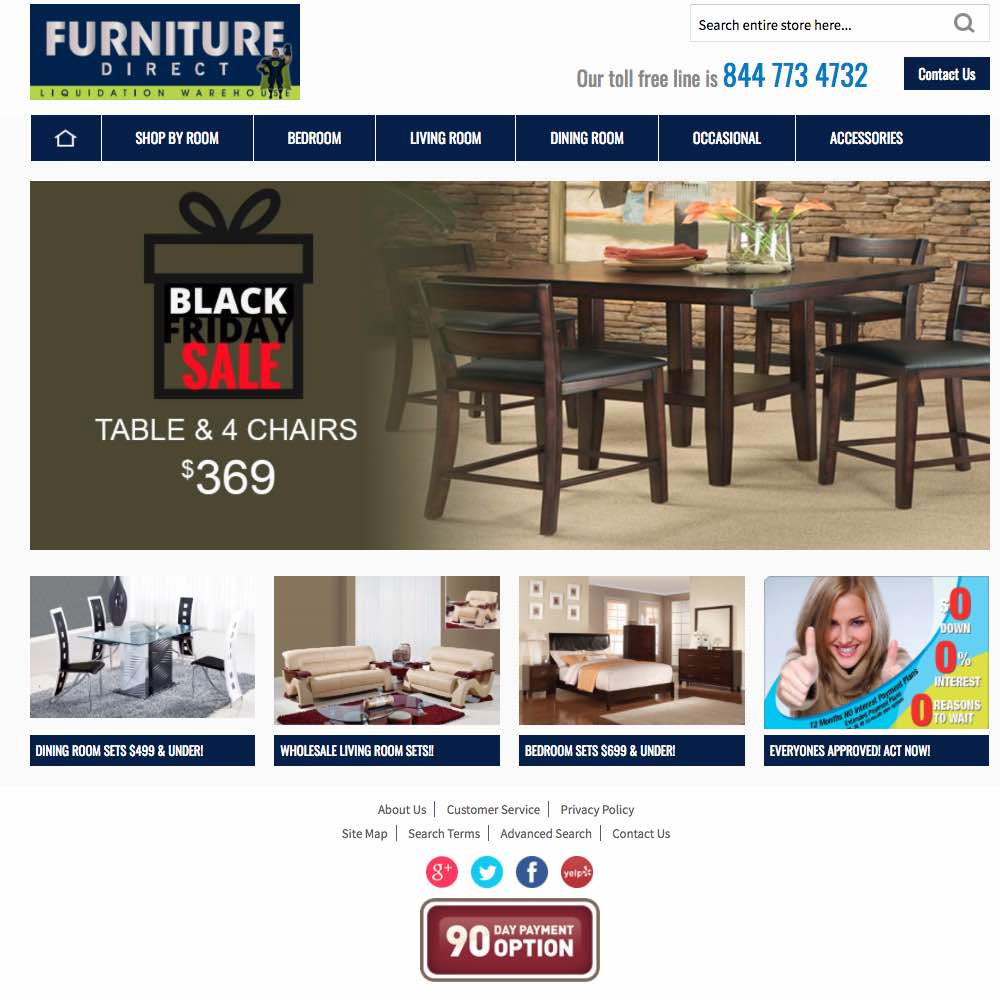 FURNITURE
DIRECT
LIQUIDATION WAREHOUSE
Search entire store here...
Our toll free line is 844 773 4732
Contact Us
SHOP BY ROOM BEDROOM LIVING ROOM DINING ROOM OCCASIONAL ACCESSORIES
BLACK
FRIDAY
SALE
TABLE & 4 CHAIRS
$369
$0
DOWN
0%
INTEREST
12 Months NO Interest Payment Plans
Extended Payment Plans
0 REASONS
TO WAIT
DINING ROOM SETS $499 & UNDER!
WHOLESALE LIVING ROOM SETS!!
BEDROOM SETS $699 & UNDER!
EVERYONES APPROVED! ACT NOW!
About Us Customer Service Privacy Policy
Site Map Search Terms Advanced Search Contact Us
g+ f yelp
90 DAY PAYMENT
OPTION